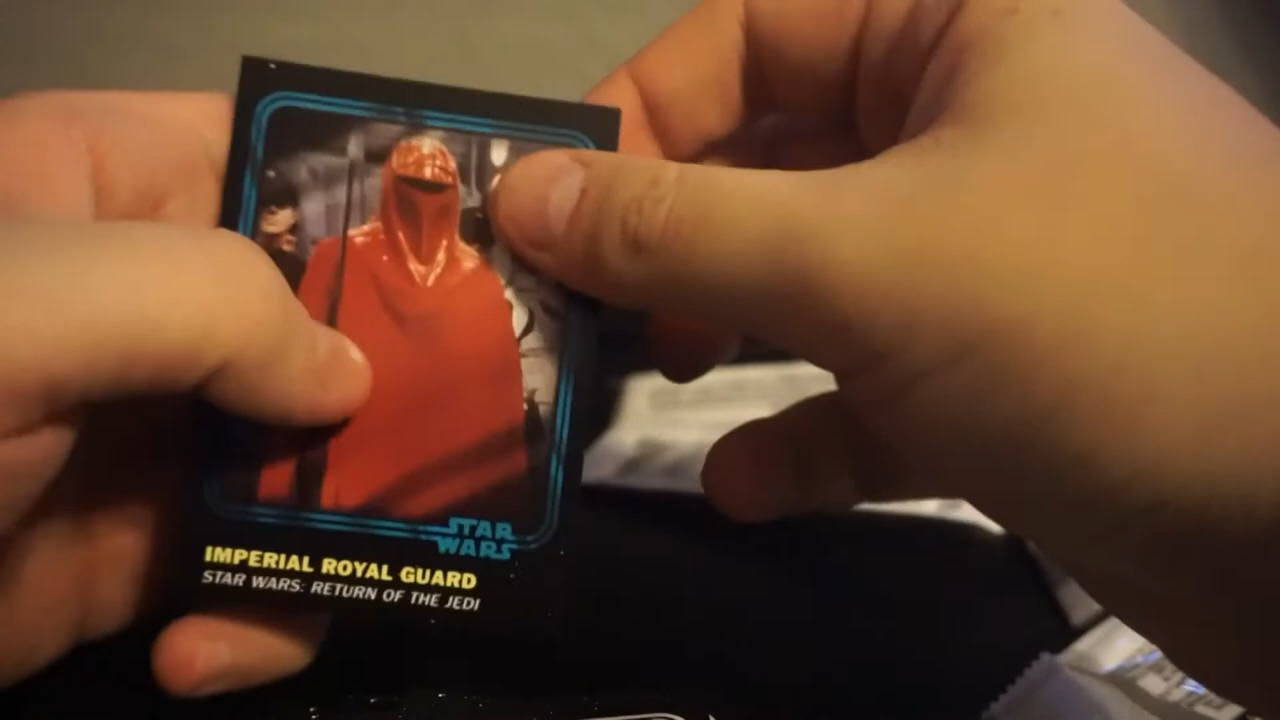 STAR
WARS
IMPERIAL ROYAL GUARD
STAR WARS: RETURN OF THE JEDI